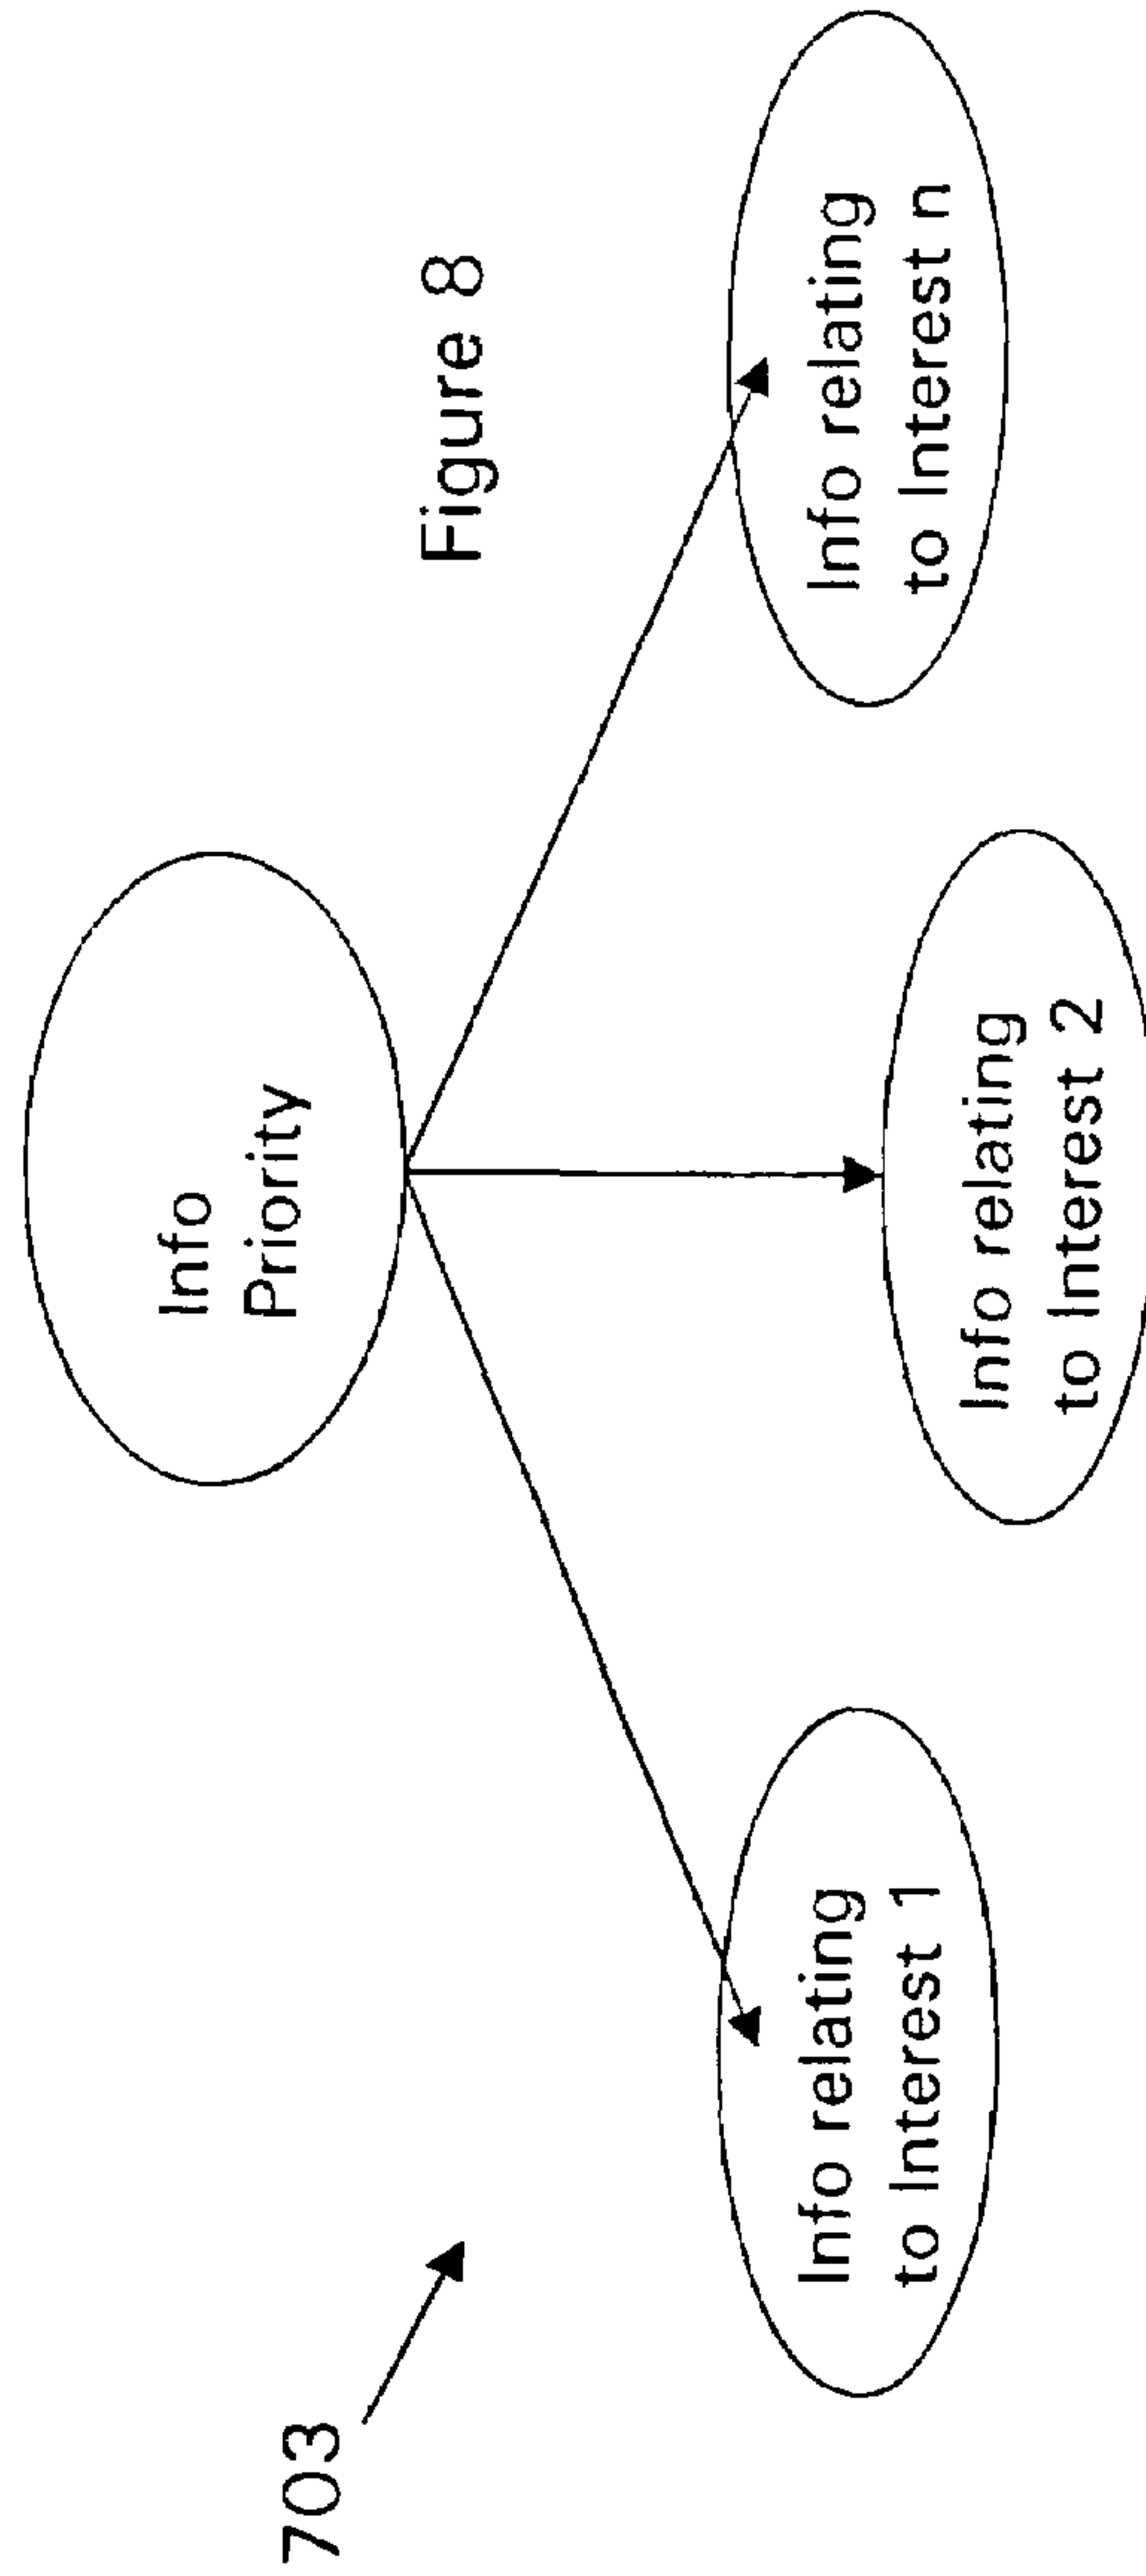 703
Info
Priority
Figure 8
Info relating
to Interest 1
Info relating
to Interest 2
Info relating
to Interest n